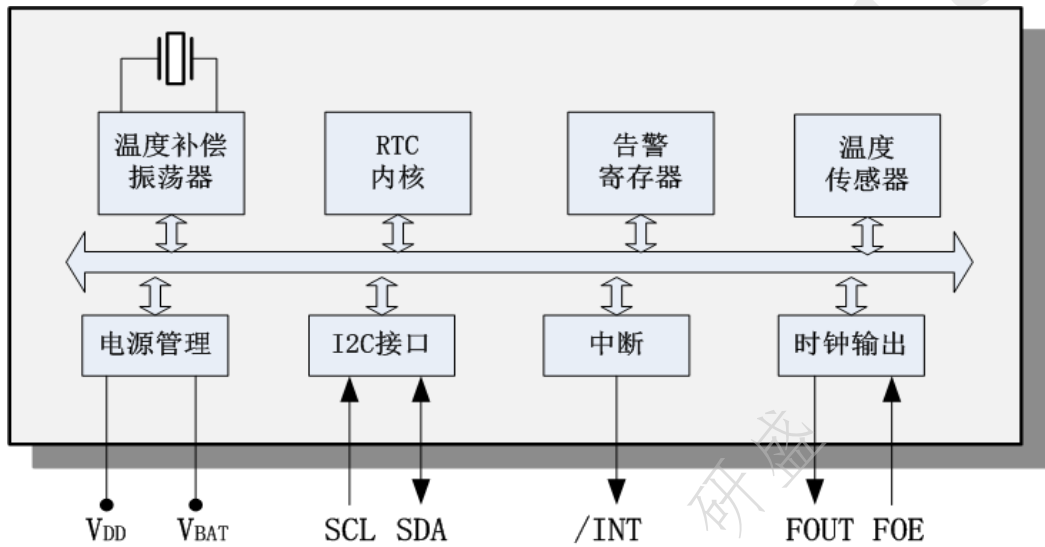 温度补偿
振荡器
RTC
内核
告警
寄存器
温度
传感器
电源管理
I2C接口
中断
时钟输出
VDD
VBAT
SCL
SDA
/INT
FOUT
FOE
研盛